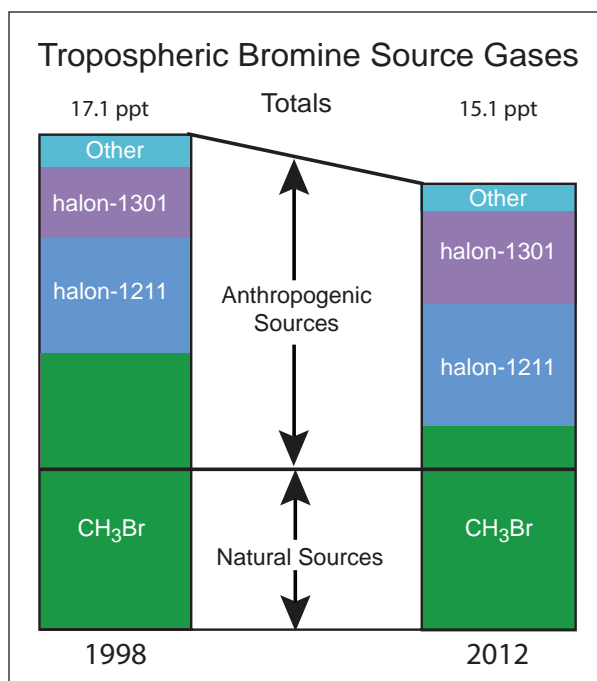 Tropospheric Bromine Source Gases
17.1 ppt
Totals
15.1 ppt
Other
halon-1301
halon-1211
CH₃Br
Anthropogenic
Sources
Natural Sources
Other
halon-1301
halon-1211
CH₃Br
1998
2012